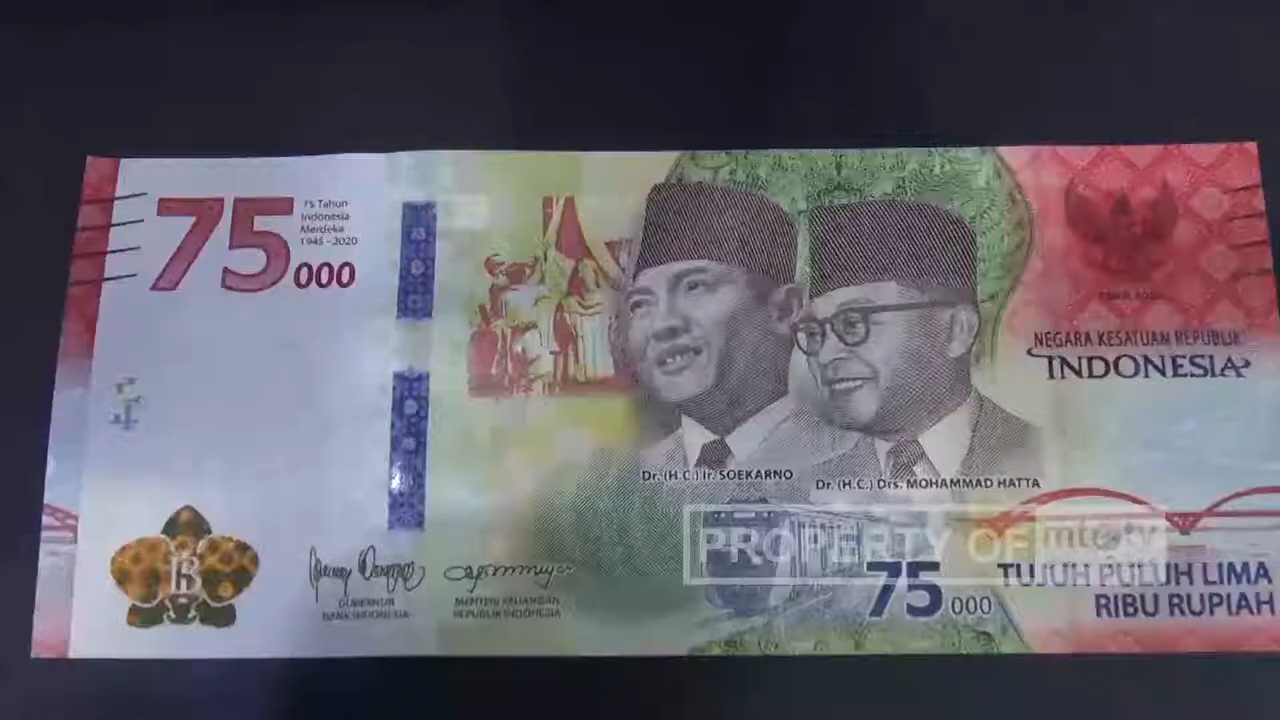 75 000
75 Tahun
Indonesia
Merdeka
1945 - 2020
NEGARA KESATUAN REPUBLIK
INDONESIA
Dr. (H.C.) Ir. SOEKARNO
Dr. (H.C.) Drs. MOHAMMAD HATTA
PROPERTY OF
B
GUBERNUR
BANK INDONESIA
MENTERI KEUANGAN
REPUBLIK INDONESIA
75 000
TUJUH PULUH LIMA
RIBU RUPIAH